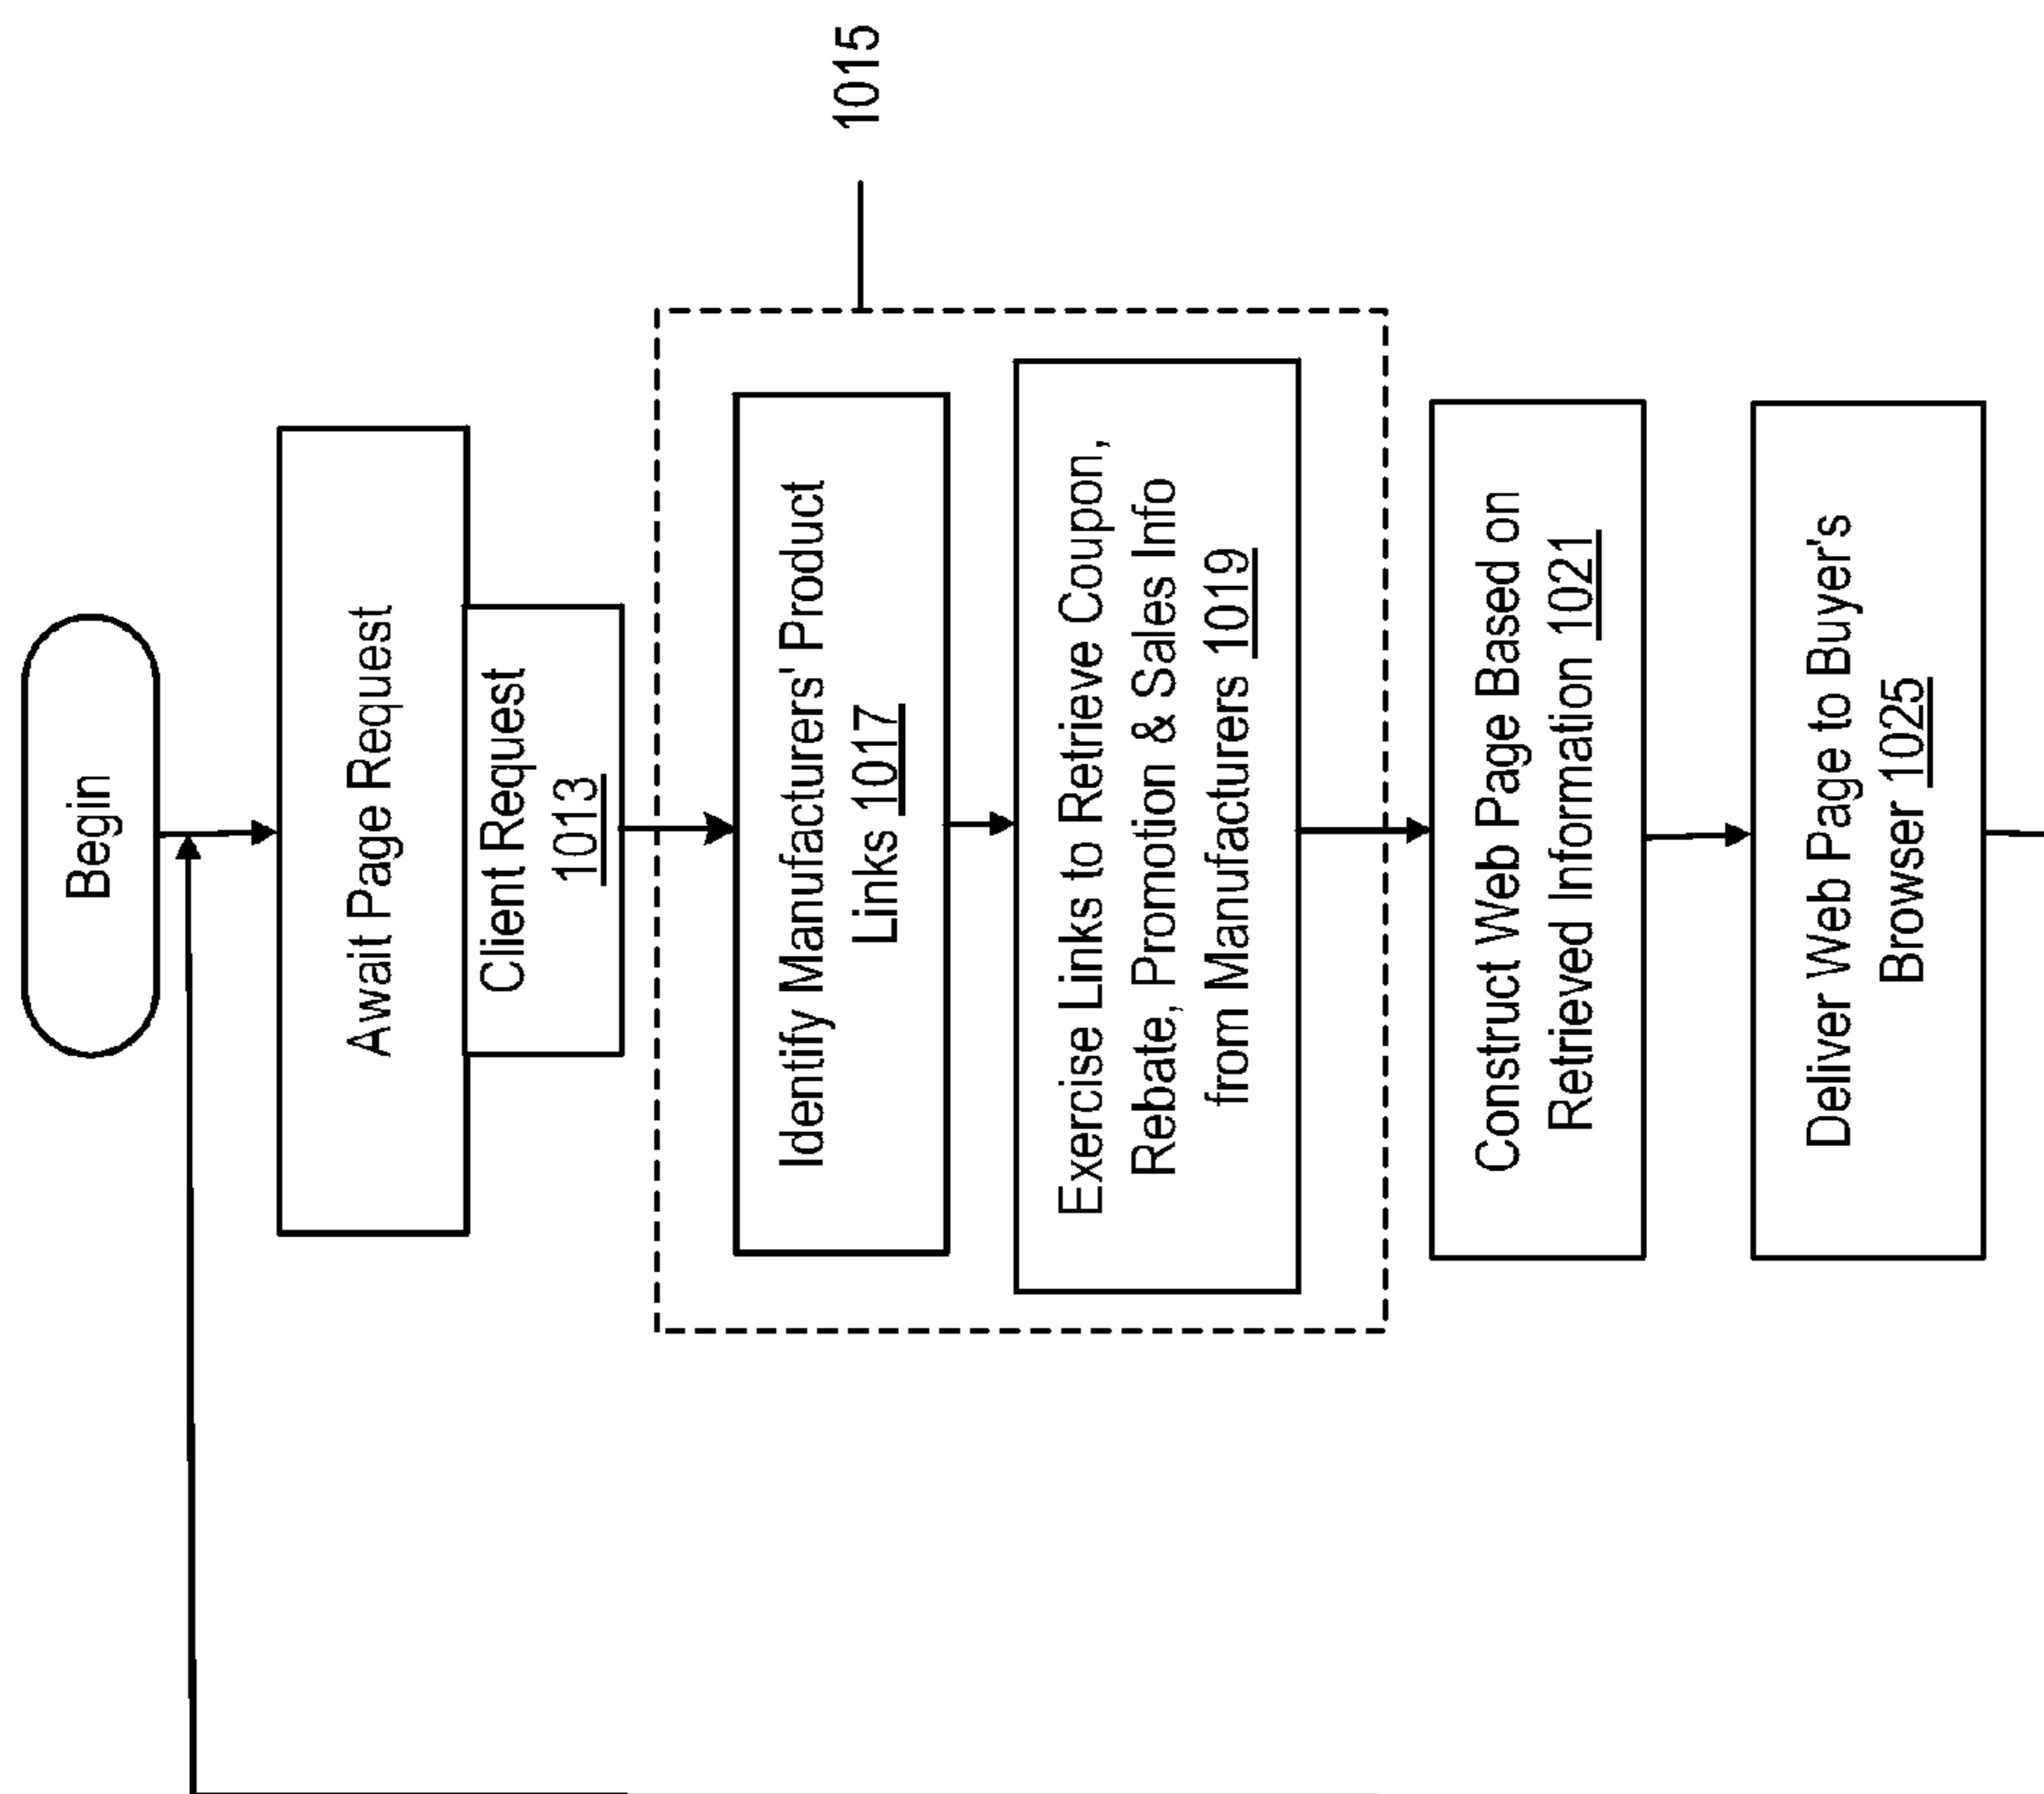 Begin
Await Page Request
Client Request
1013
1015
Identify Manufacturers' Product
Links 1017
Exercise Links to Retrieve Coupon,
Rebate, Promotion & Sales Info
from Manufacturers 1019
Construct Web Page Based on
Retrieved Information 1021
Deliver Web Page to Buyer's
Browser 1025